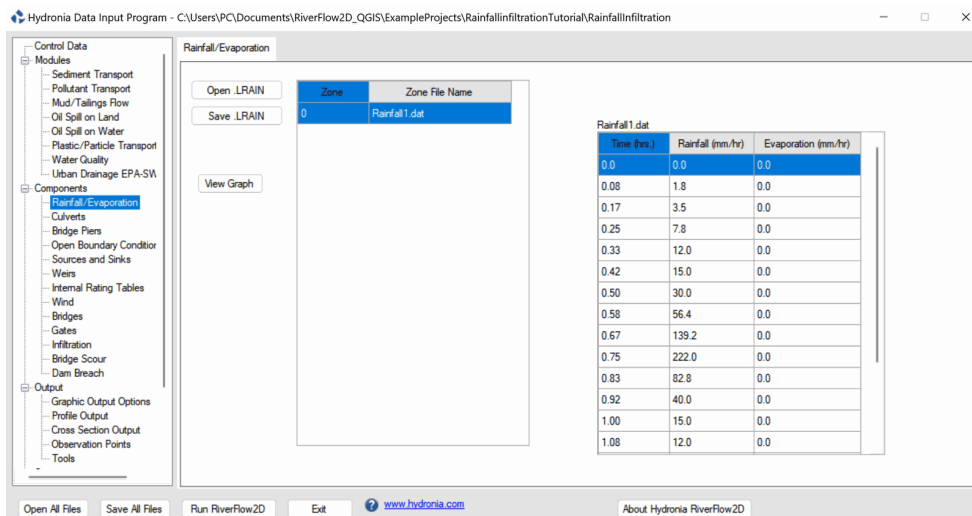 Hydronia Data Input Program - C:\Users\PC\Documents\RiverFlow2D_QGIS\ExampleProjects\RainfallinfiltrationTutorial\RainfallInfiltration
Control Data
Modules
Sediment Transport
Pollutant Transport
Mud/Tailings Flow
Oil Spill on Land
Oil Spill on Water
Plastic/Particle Transport
Water Quality
Urban Drainage EPA-SW
Components
Rainfall/Evaporation
Culverts
Bridge Piers
Open Boundary Condition
Sources and Sinks
Weirs
Internal Rating Tables
Wind
Bridges
Gates
Infiltration
Bridge Scour
Dam Breach
Output
Graphic Output Options
Profile Output
Cross Section Output
Observation Points
Tools
Rainfall/Evaporation
Open .LRAIN
Save .LRAIN
View Graph
Zone Zone File Name
0 Rainfall1.dat
Rainfall1.dat
Time (hrs.) Rainfall (mm/hr) Evaporation (mm/hr)
0.0 0.0 0.0
0.08 1.8 0.0
0.17 3.5 0.0
0.25 7.8 0.0
0.33 12.0 0.0
0.42 15.0 0.0
0.50 30.0 0.0
0.58 56.4 0.0
0.67 139.2 0.0
0.75 222.0 0.0
0.83 82.8 0.0
0.92 40.0 0.0
1.00 15.0 0.0
1.08 12.0 0.0
Open All Files Save All Files Run RiverFlow2D Exit www.hydronia.com About Hydronia RiverFlow2D